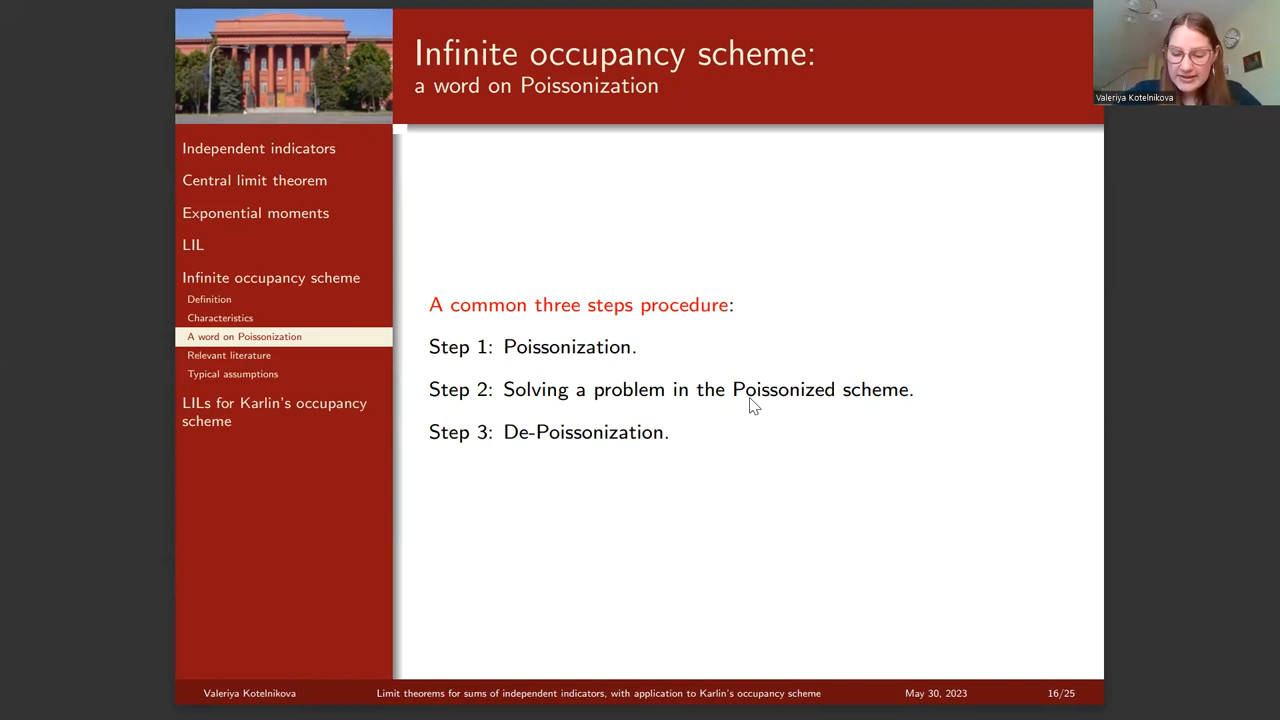 Infinite occupancy scheme:
a word on Poissonization
Valeriya Kotelnikova
Independent indicators
Central limit theorem
Exponential moments
LIL
Infinite occupancy scheme
Definition
Characteristics
A word on Poissonization
Relevant literature
Typical assumptions
LILs for Karlin's occupancy
scheme
A common three steps procedure:
Step 1: Poissonization.
Step 2: Solving a problem in the Poissonized scheme.
Step 3: De-Poissonization.
Valeriya Kotelnikova
Limit theorems for sums of independent indicators, with application to Karlin's occupancy scheme
May 30, 2023
16/25